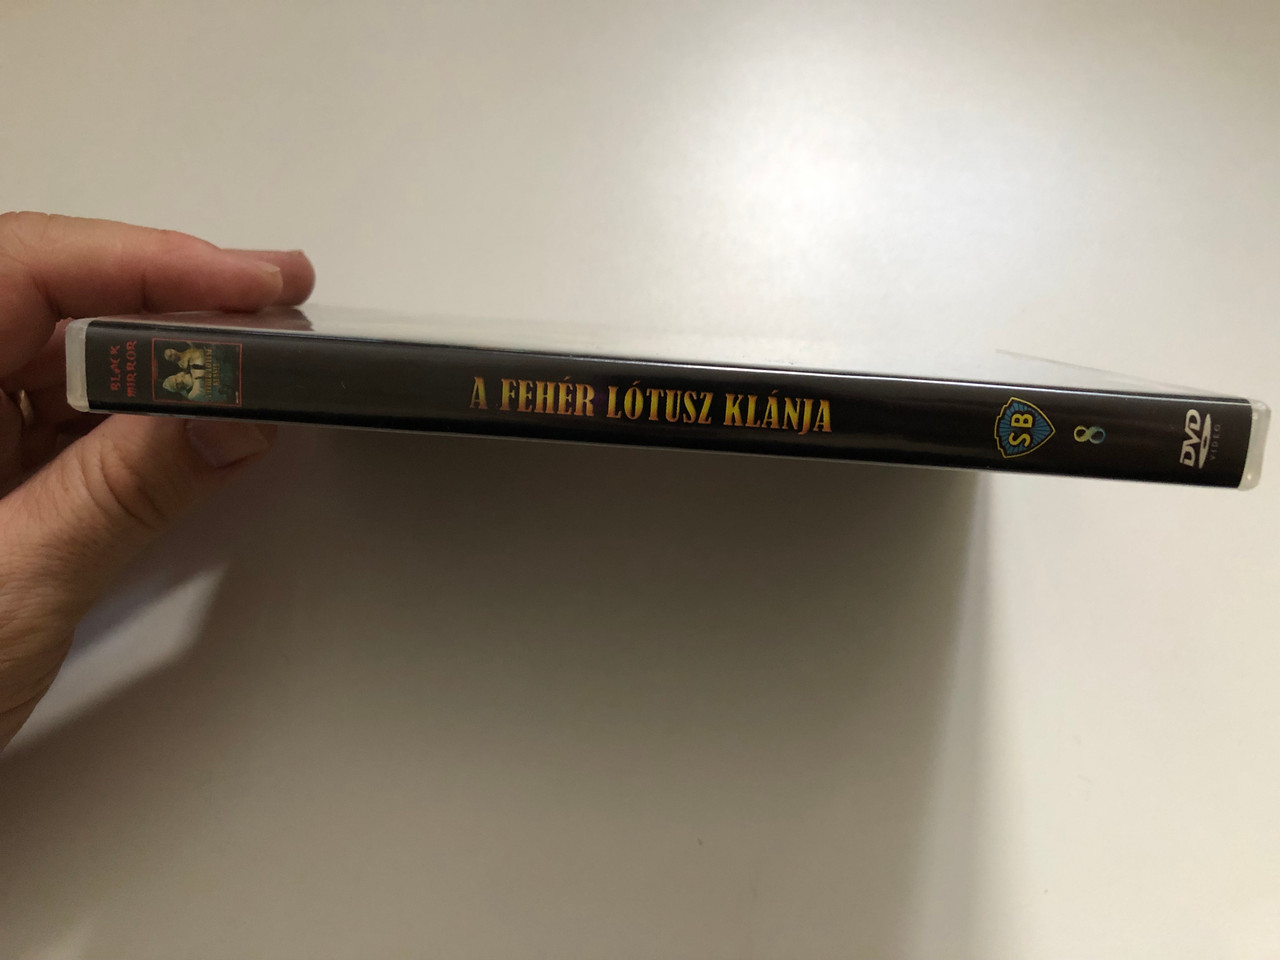 BLACK
MIRROR
A FEHÉR LÓTUSZ KLÁNJA
SB
8
DVD
VIDEO